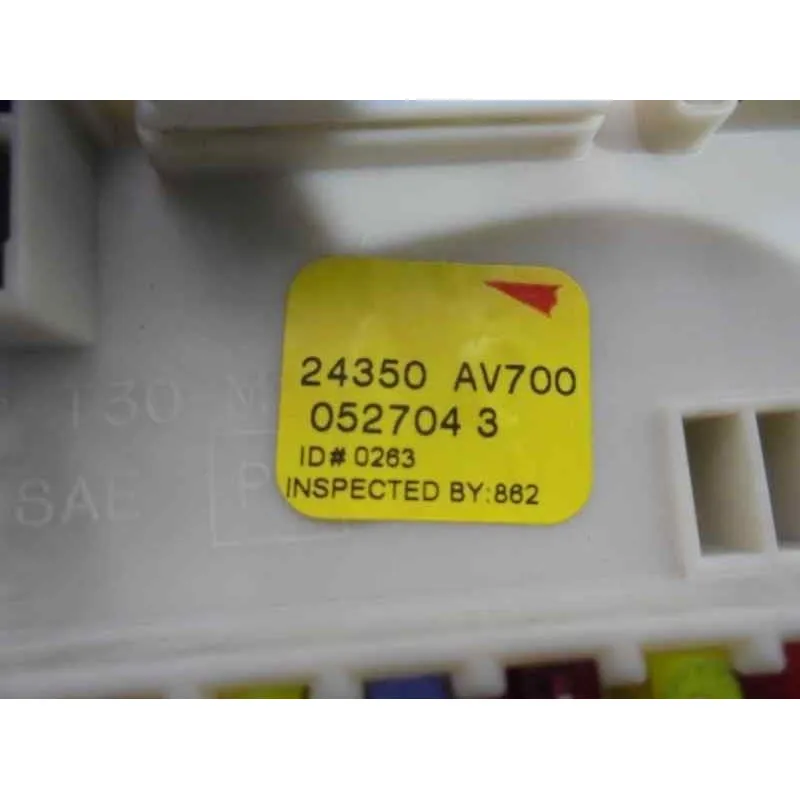 24350 AV700
052704 3
ID# 0263
INSPECTED BY:862
T30
SAE P